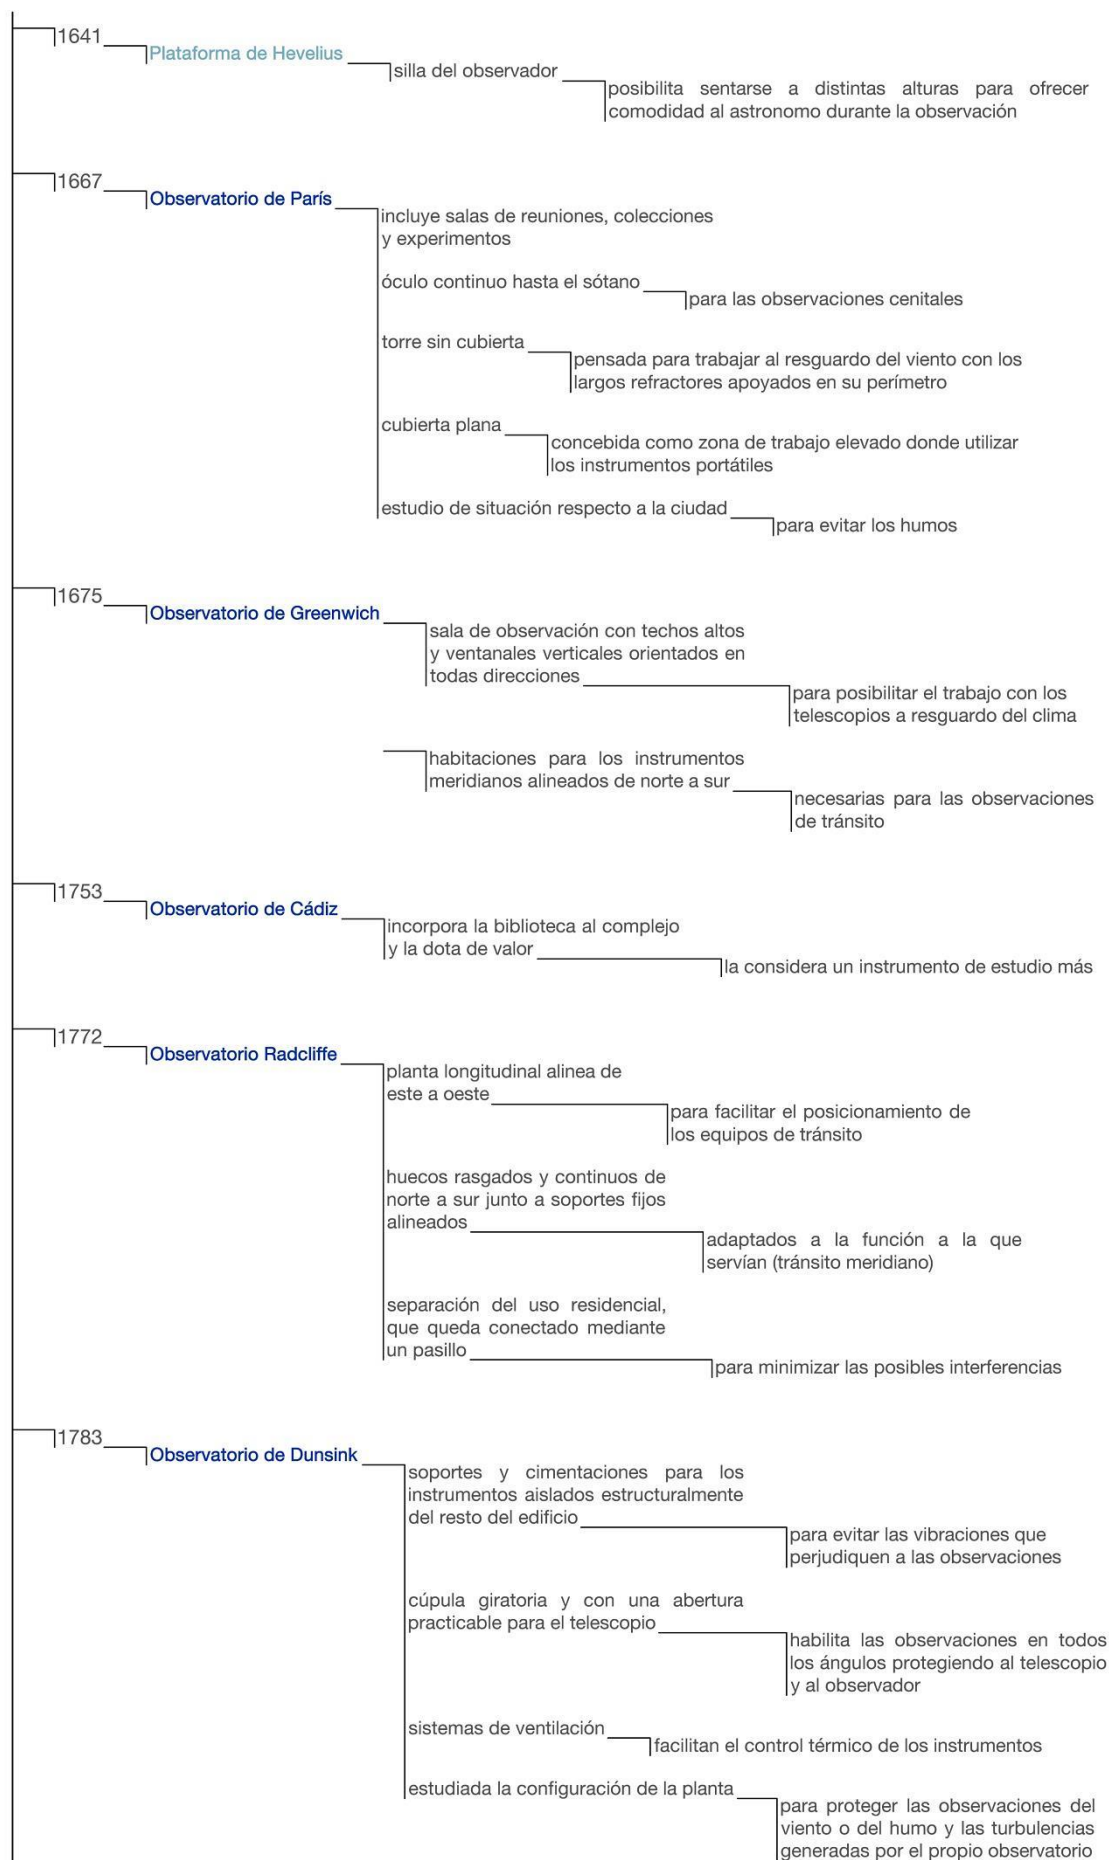 1641
Plataforma de Hevelius
silla del observador
posibilita sentarse a distintas alturas para ofrecer
comodidad al astronomo durante la observación
1667
Observatorio de París
incluye salas de reuniones, colecciones
y experimentos
óculo continuo hasta el sótano
para las observaciones cenitales
torre sin cubierta
pensada para trabajar al resguardo del viento con los
largos refractores apoyados en su perímetro
cubierta plana
concebida como zona de trabajo elevado donde utilizar
los instrumentos portátiles
estudio de situación respecto a la ciudad
para evitar los humos
1675
Observatorio de Greenwich
sala de observación con techos altos
y ventanales verticales orientados en
todas direcciones
para posibilitar el trabajo con los
telescopios a resguardo del clima
habitaciones para los instrumentos
meridianos alineados de norte a sur
necesarias para las observaciones
de tránsito
1753
Observatorio de Cádiz
incorpora la biblioteca al complejo
y la dota de valor
la considera un instrumento de estudio más
1772
Observatorio Radcliffe
planta longitudinal alinea de
este a oeste
para facilitar el posicionamiento de
los equipos de tránsito
huecos rasgados y continuos de
norte a sur junto a soportes fijos
alineados
adaptados a la función a la que
servían (tránsito meridiano)
separación del uso residencial,
que queda conectado mediante
un pasillo
para minimizar las posibles interferencias
1783
Observatorio de Dunsink
soportes y cimentaciones para los
instrumentos aislados estructuralmente
del resto del edificio
para evitar las vibraciones que
perjudiquen a las observaciones
cúpula giratoria y con una abertura
practicable para el telescopio
habilita las observaciones en todos
los ángulos protegiendo al telescopio
y al observador
sistemas de ventilación
facilitan el control térmico de los instrumentos
estudiada la configuración de la planta
para proteger las observaciones del
viento o del humo y las turbulencias
generadas por el propio observatorio